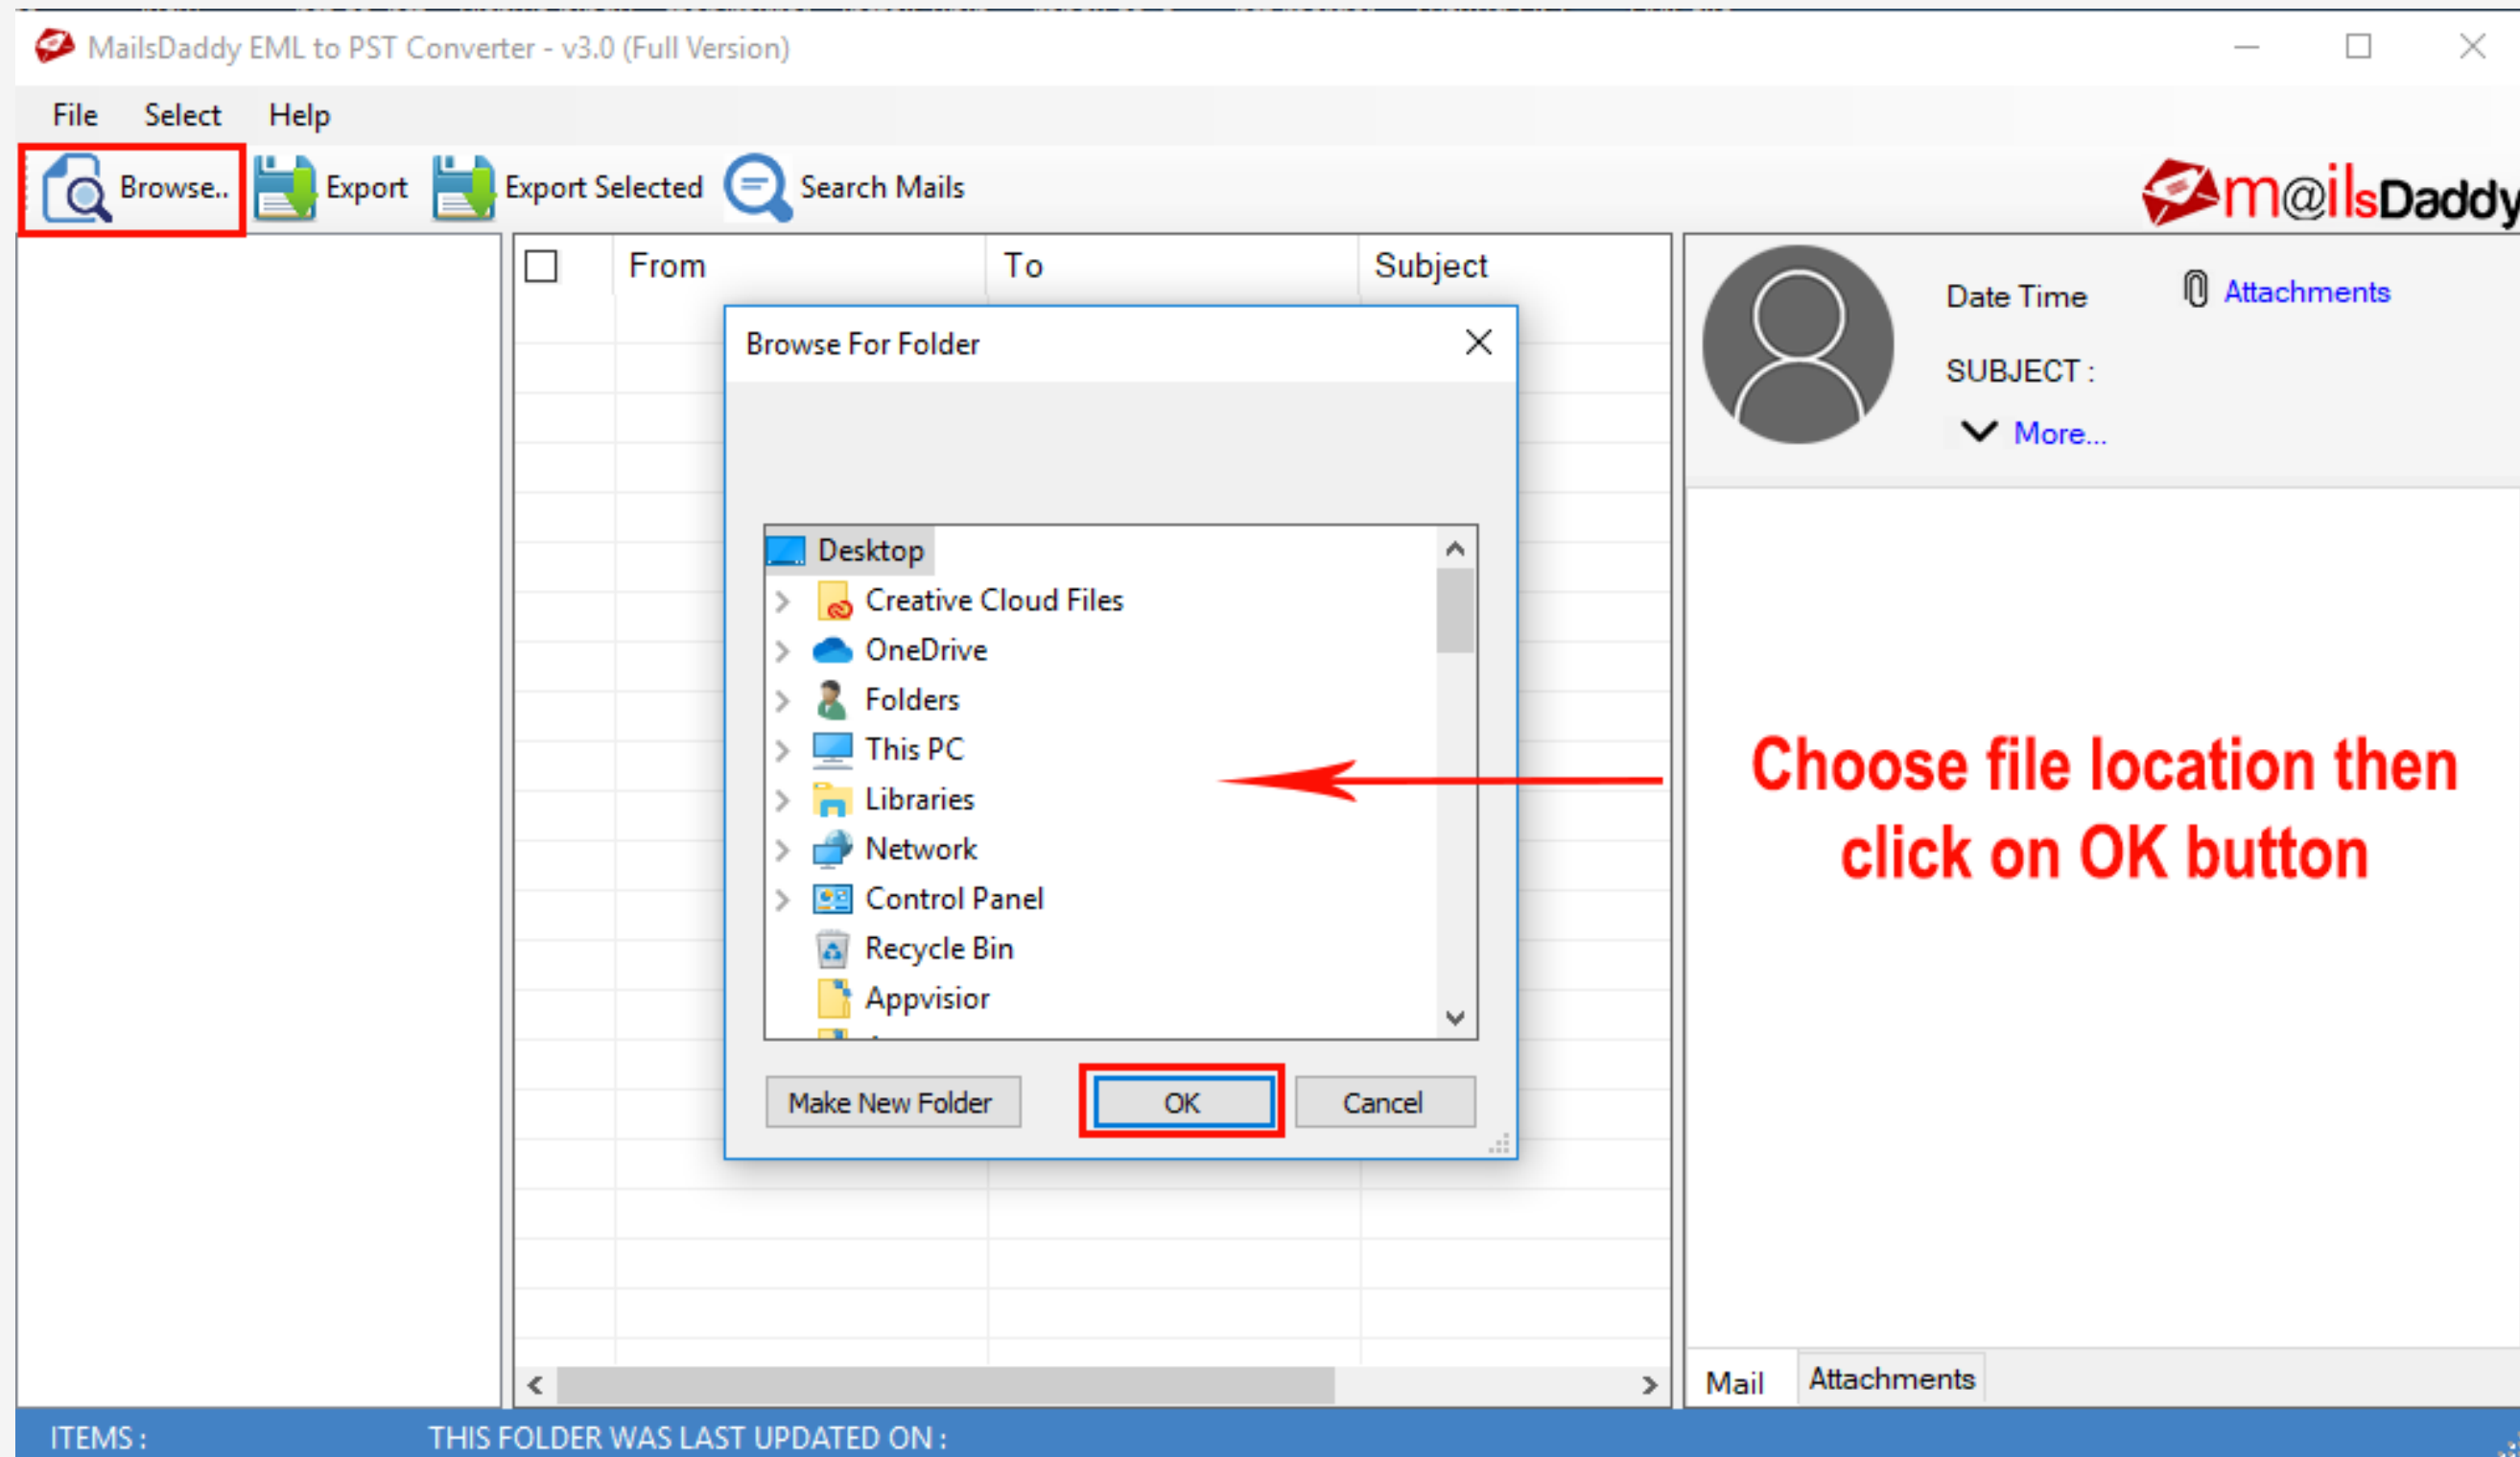 MailsDaddy EML to PST Converter - v3.0 (Full Version)
File Select Help
Browse.. Export Export Selected Search Mails
m@ilsDaddy
From To Subject
Date Time Attachments
SUBJECT :
More...
Browse For Folder
Desktop
Creative Cloud Files
OneDrive
Folders
This PC
Libraries
Network
Control Panel
Recycle Bin
Appvisior
Make New Folder OK Cancel
Choose file location then
click on OK button
Mail Attachments
ITEMS : THIS FOLDER WAS LAST UPDATED ON :